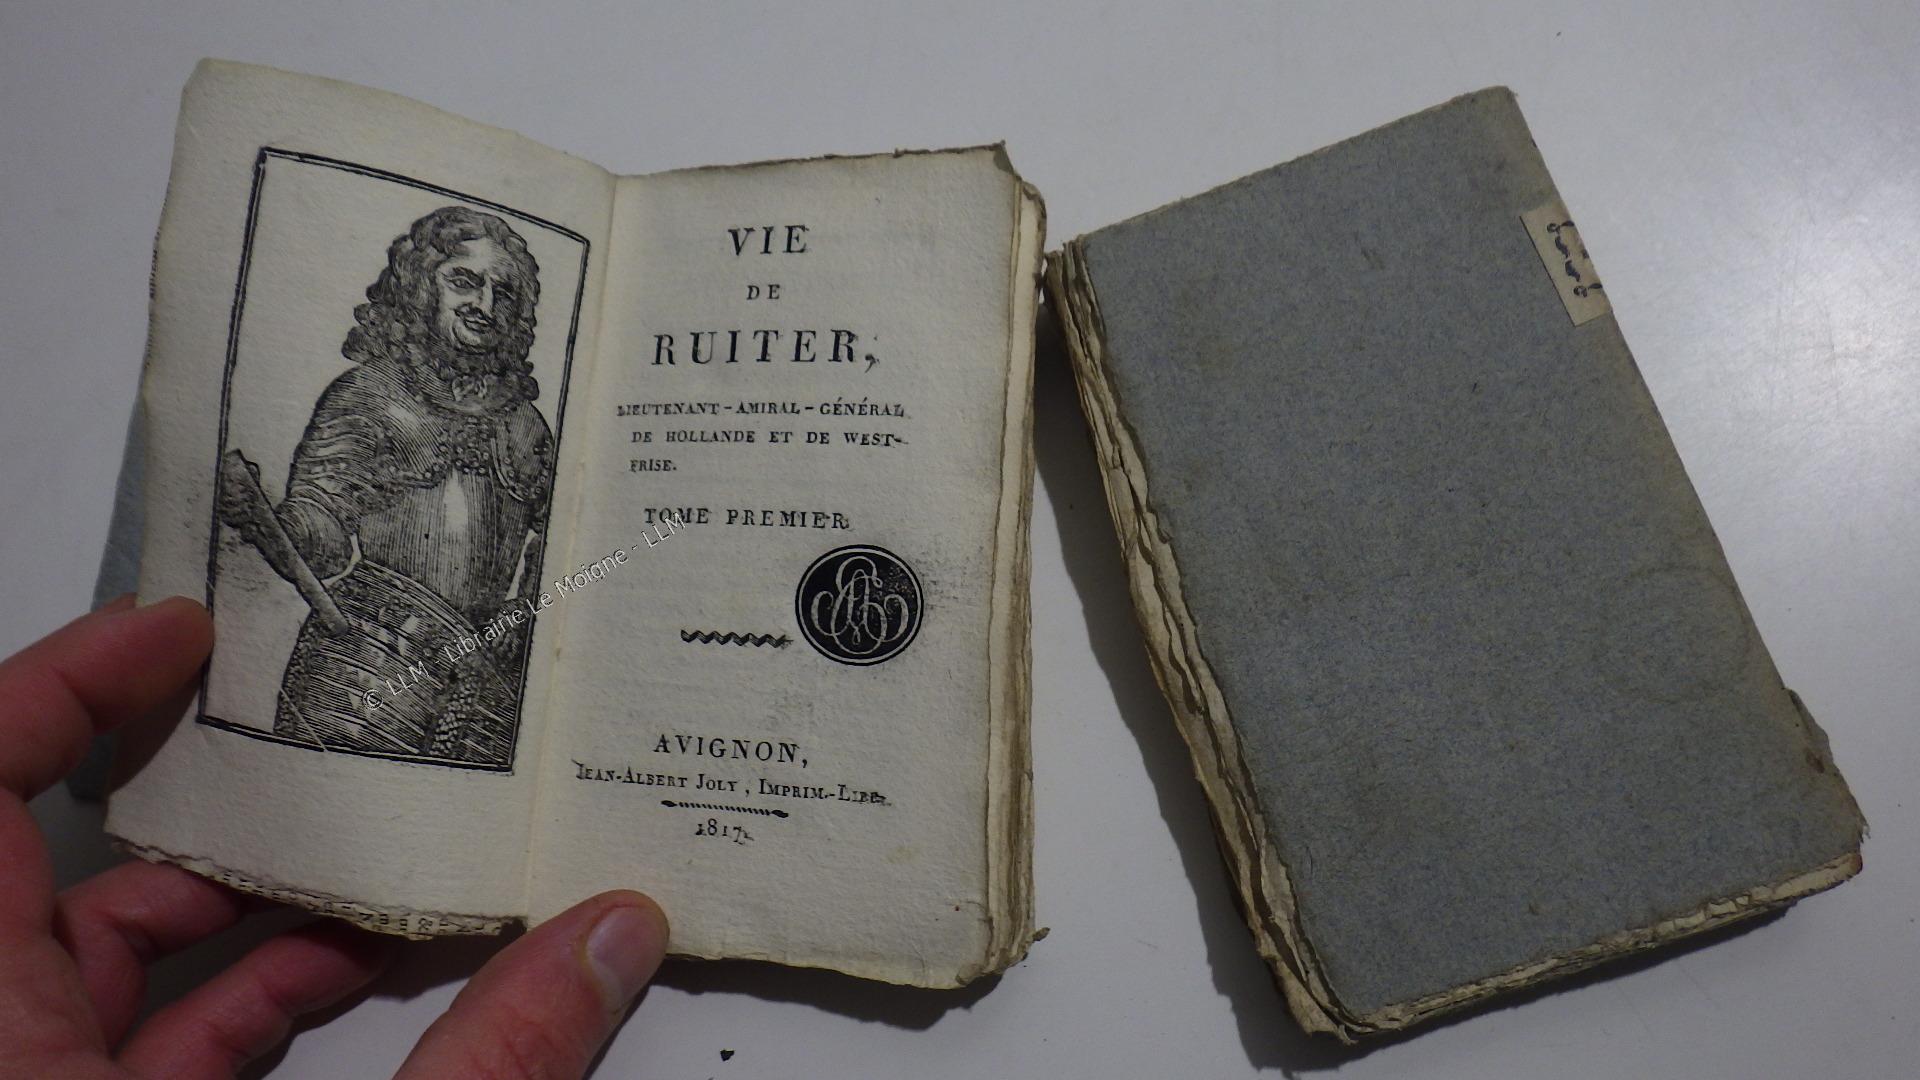 VIE
DE
RUITER,
LIEUTENANT-AMIRAL-GÉNÉRAL
DE HOLLANDE ET DE WEST-
FRISE.
TOME PREMIER.
AVIGNON,
JEAN-ALBERT JOLY, IMPRIM.-LIBR.
1817.
© LLM - Librairie Le Moigne - LLM